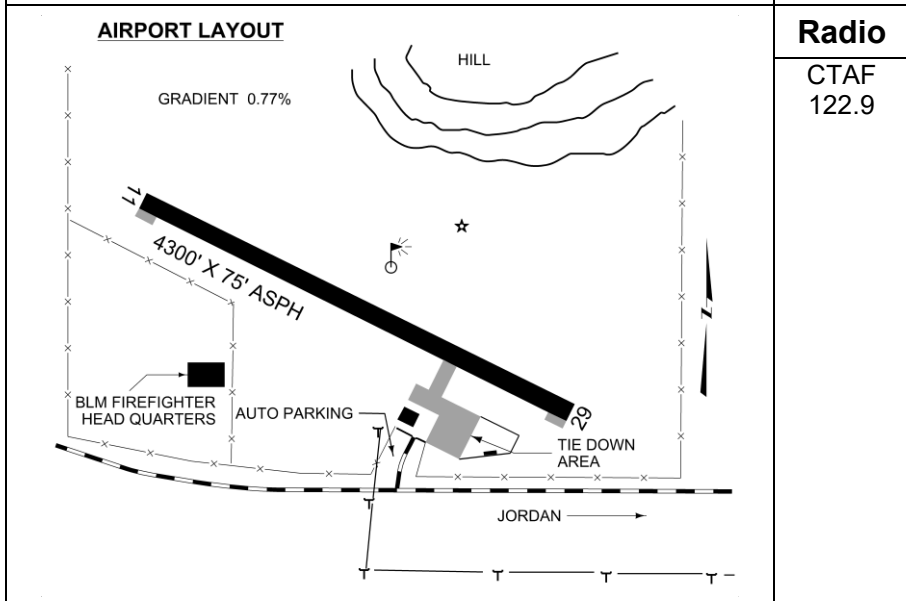 AIRPORT LAYOUT
Radio
HILL
CTAF
122.9
GRADIENT 0.77%
11
4300' X 75' ASPH
N
BLM FIREFIGHTER
HEAD QUARTERS
AUTO PARKING
29
TIE DOWN
AREA
JORDAN